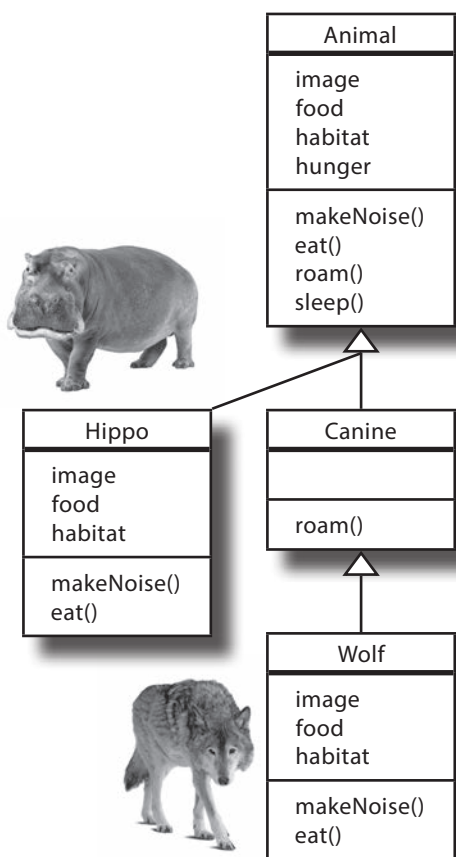 Animal
image
food
habitat
hunger
makeNoise()
eat()
roam()
sleep()
Hippo
image
food
habitat
makeNoise()
eat()
Canine
roam()
Wolf
image
food
habitat
makeNoise()
eat()